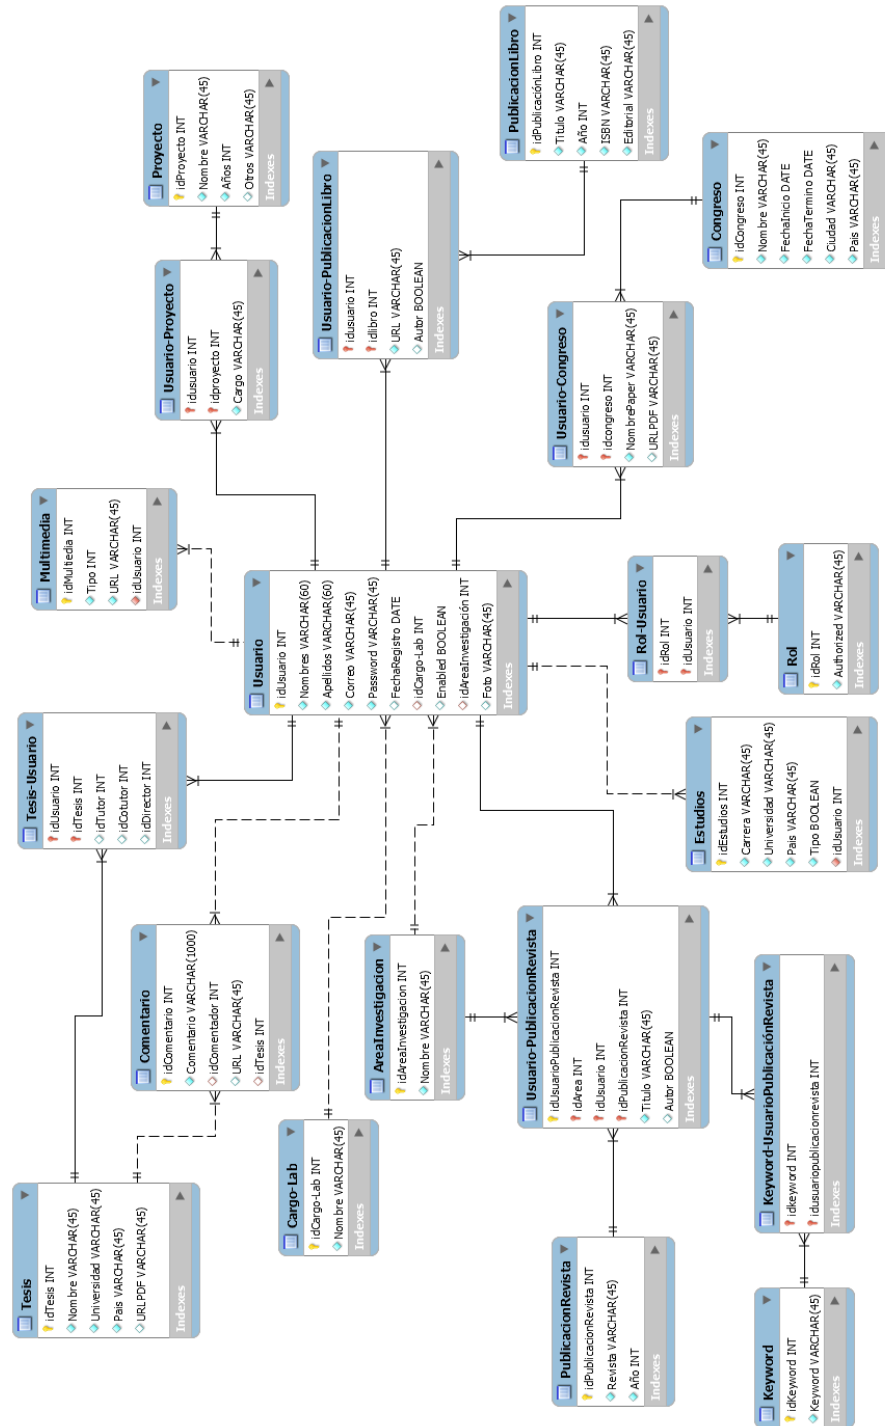 Tesis
idTesis INT
Nombre VARCHAR(45)
Universidad VARCHAR(45)
Pais VARCHAR(45)
URLPDF VARCHAR(45)
Indexes
Tesis-Usuario
idUsuario INT
idTesis INT
idTutor INT
idCotutor INT
idDirector INT
Indexes
Multimedia
idMultiedia INT
Tipo INT
URL VARCHAR(45)
idUsuario INT
Indexes
Proyecto
idProyecto INT
Nombre VARCHAR(45)
Años INT
Otros VARCHAR(45)
Indexes
Comentario
idComentario INT
Comentario VARCHAR(1000)
idComentador INT
URL VARCHAR(45)
idTesis INT
Indexes
Usuario-Proyecto
idusuario INT
idproyecto INT
Cargo VARCHAR(45)
Indexes
Cargo-Lab
idCargo-Lab INT
Nombre VARCHAR(45)
Indexes
Usuario
idUsuario INT
Nombres VARCHAR(60)
Apelidos VARCHAR(60)
Correo VARCHAR(45)
Password VARCHAR(45)
FechaRegistro DATE
idCargo-Lab INT
Enabled BOOLEAN
idAreaInvestigación INT
Foto VARCHAR(45)
Indexes
Usuario-PublicacionLibro
idusuario INT
idlibro INT
URL VARCHAR(45)
Autor BOOLEAN
Indexes
AreaInvestigacion
idAreaInvestigacion INT
Nombre VARCHAR(45)
Indexes
PublicacionLibro
idPublicaciónLibro INT
Titulo VARCHAR(45)
Año INT
ISBN VARCHAR(45)
Editorial VARCHAR(45)
Indexes
Usuario-PublicacionRevista
idUsuarioPublicacionRevista INT
idArea INT
idUsuario INT
idPublicacionRevista INT
Titulo VARCHAR(45)
Autor BOOLEAN
Indexes
Usuario-Congreso
idusuario INT
idcongreso INT
NombrePaper VARCHAR(45)
URLPDF VARCHAR(45)
Indexes
PublicacionRevista
idPublicacionRevista INT
Revista VARCHAR(45)
Año INT
Indexes
Rol-Usuario
idRol INT
idUsuario INT
Indexes
Estudios
idEstudios INT
Carrera VARCHAR(45)
Universidad VARCHAR(45)
Pais VARCHAR(45)
Tipo BOOLEAN
idUsuario INT
Indexes
Congreso
idCongreso INT
Nombre VARCHAR(45)
FechaInicio DATE
FechaTermino DATE
Ciudad VARCHAR(45)
Pais VARCHAR(45)
Indexes
Keyword
idKeyword INT
Keyword VARCHAR(45)
Indexes
Keyword-UsuarioPublicaciónRevista
idkeyword INT
idusuariopublicacionrevista INT
Indexes
Rol
idRol INT
Authorized VARCHAR(45)
Indexes